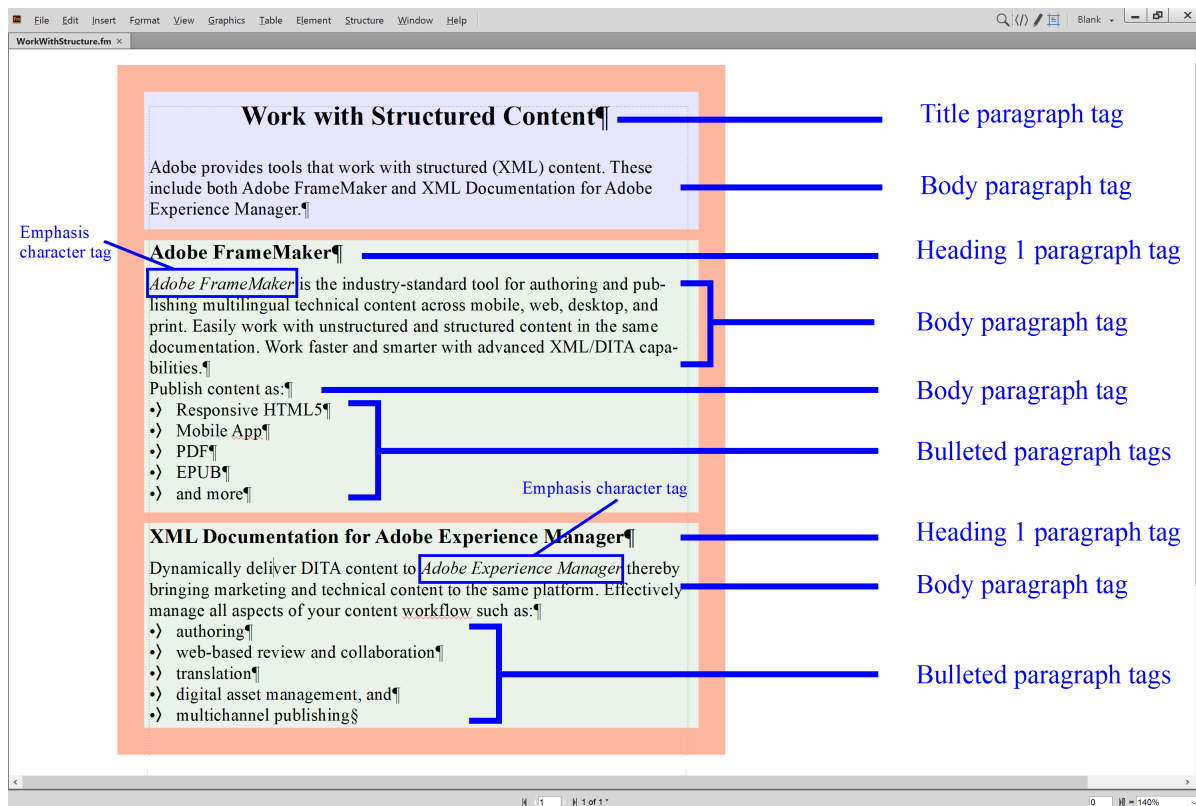 File Edit Insert Format View Graphics Table Element Structure Window Help
</> Blank
WorkWithStructure.fm ×
Work with Structured Content¶
Title paragraph tag
Adobe provides tools that work with structured (XML) content. These
include both Adobe FrameMaker and XML Documentation for Adobe
Experience Manager.¶
Body paragraph tag
Emphasis
character tag
Adobe FrameMaker¶
Heading 1 paragraph tag
Adobe FrameMaker is the industry-standard tool for authoring and pub-
lishing multilingual technical content across mobile, web, desktop, and
print. Easily work with unstructured and structured content in the same
documentation. Work faster and smarter with advanced XML/DITA capa-
bilities.¶
Body paragraph tag
Publish content as:¶
Body paragraph tag
•⟩ Responsive HTML5¶
•⟩ Mobile App¶
•⟩ PDF¶
•⟩ EPUB¶
•⟩ and more¶
Bulleted paragraph tags
Emphasis character tag
XML Documentation for Adobe Experience Manager¶
Heading 1 paragraph tag
Dynamically deliver DITA content to Adobe Experience Manager thereby
bringing marketing and technical content to the same platform. Effectively
manage all aspects of your content workflow such as:¶
Body paragraph tag
•⟩ authoring¶
•⟩ web-based review and collaboration¶
•⟩ translation¶
•⟩ digital asset management, and¶
•⟩ multichannel publishing§
Bulleted paragraph tags
1 1 of 1 * 0 = 140%